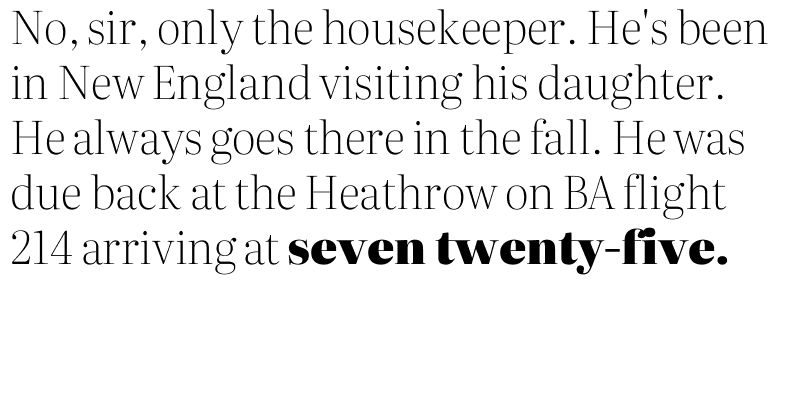 No, sir, only the housekeeper. He's been
in New England visiting his daughter.
He always goes there in the fall. He was
due back at the Heathrow on BA flight
214 arriving at seven twenty-five.